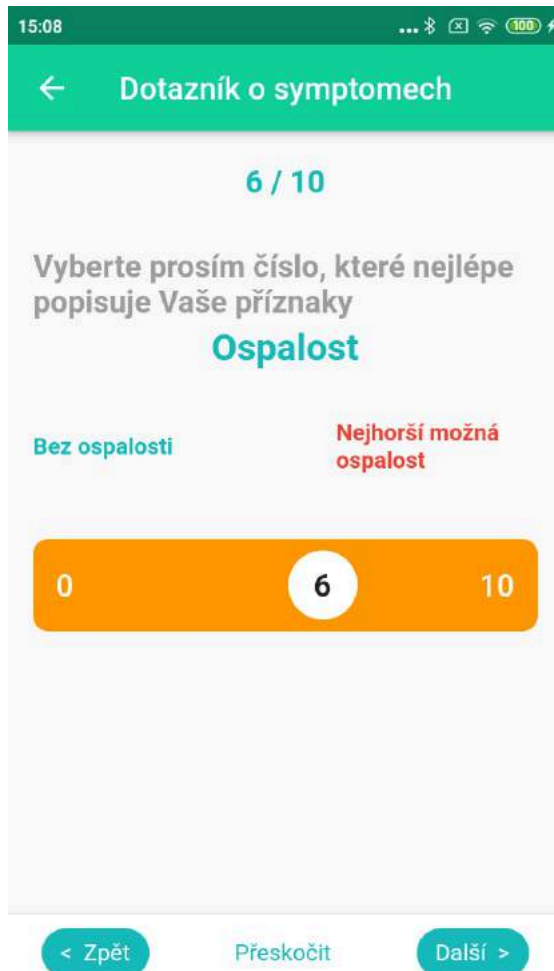 15:08
100
Dotazník o symptomech
6 / 10
Vyberte prosím číslo, které nejlépe
popisuje Vaše příznaky
Ospalost
Bez ospalosti
Nejhorší možná
ospalost
0 6 10
< Zpět Přeskočit Další >